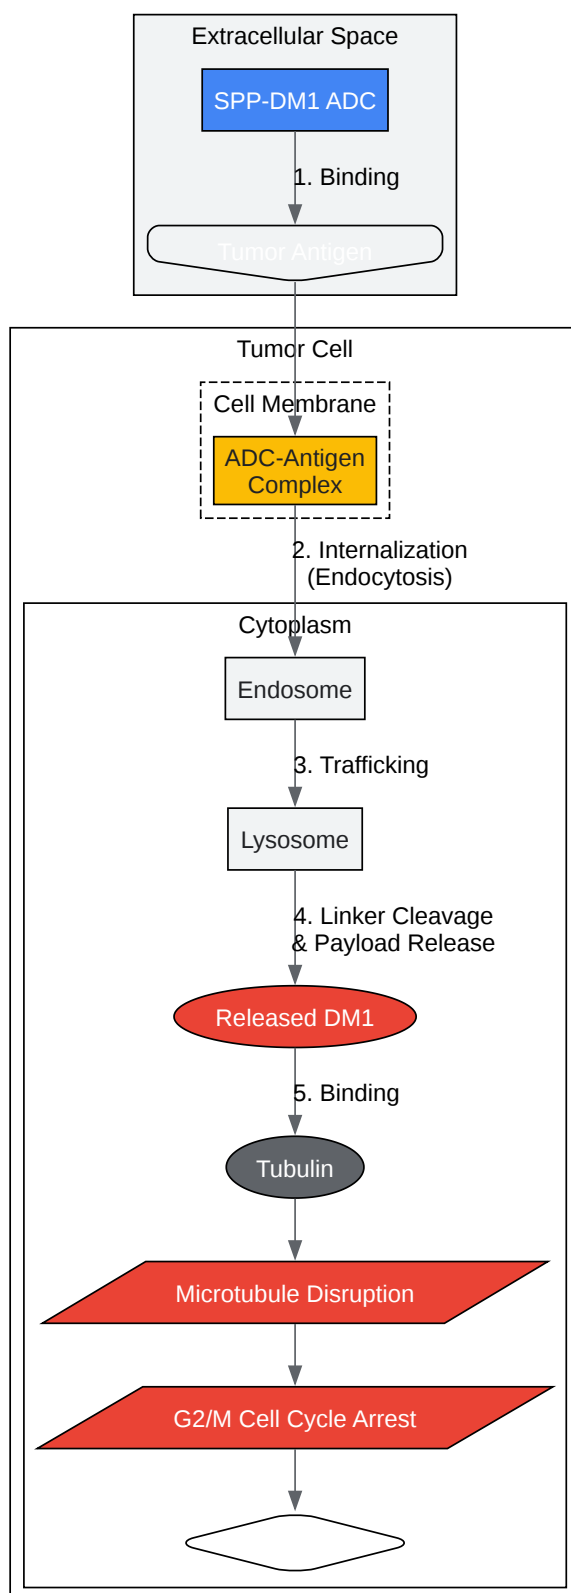 Extracellular Space
SPP-DM1 ADC
1. Binding
Tumor Antigen
Tumor Cell
Cell Membrane
ADC-Antigen
Complex
2. Internalization
(Endocytosis)
Cytoplasm
Endosome
3. Trafficking
Lysosome
4. Linker Cleavage
& Payload Release
Released DM1
5. Binding
Tubulin
Microtubule Disruption
G2/M Cell Cycle Arrest